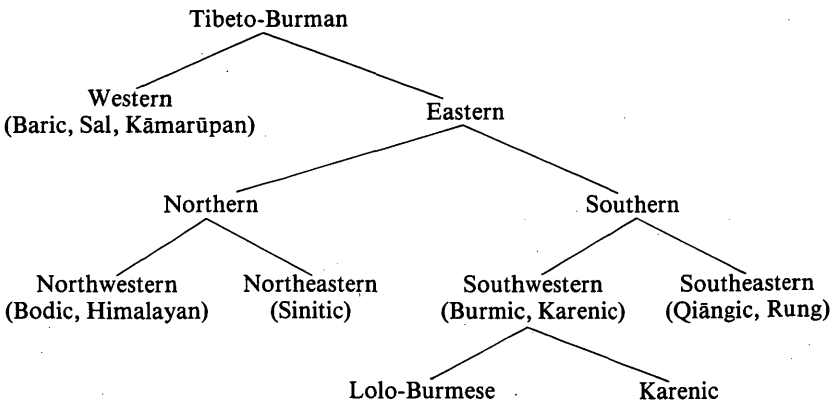 Tibeto-Burman
Western
(Baric, Sal, Kāmarūpan)
Eastern
Northern
Southern
Northwestern
(Bodic, Himalayan)
Northeastern
(Sinitic)
Southwestern
(Burmic, Karenic)
Southeastern
(Qiāngic, Rung)
Lolo-Burmese
Karenic